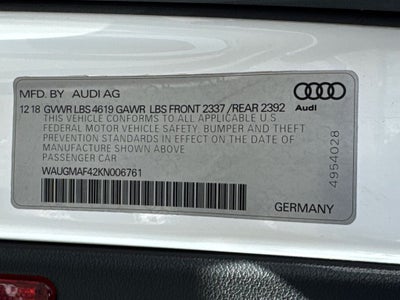 MFD. BY AUDI AG
12 18 GVWR LBS 4619 GAWR LBS FRONT 2337 / REAR 2392
THIS VEHICLE CONFORMS TO ALL APPLICABLE U.S
FEDERAL MOTOR VEHICLE SAFETY, BUMPER AND THEFT
PREVENTION STANDARDS IN EFFECT ON THE DATE
OF MANUFACTURE SHOWN ABOVE
PASSENGER CAR
WAUGMAF42KN006761
Audi
4954028
GERMANY